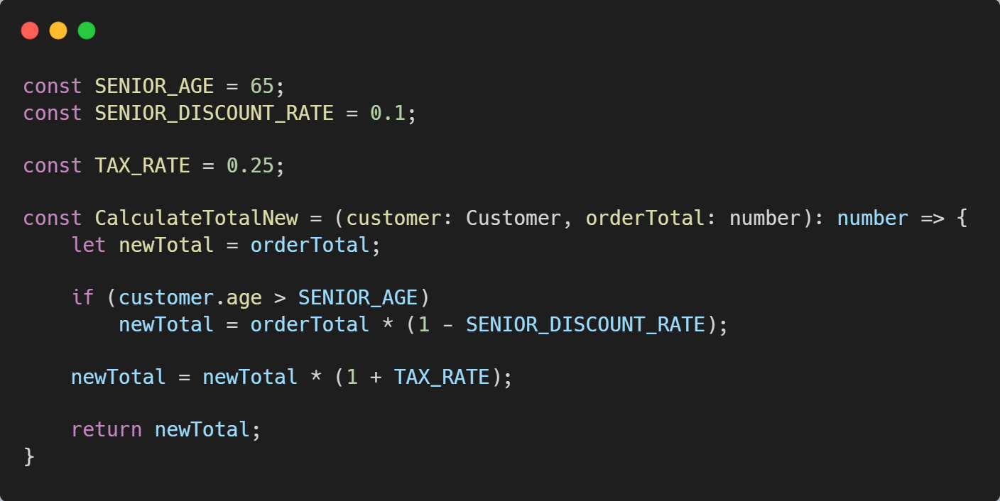 const SENIOR_AGE = 65;
const SENIOR_DISCOUNT_RATE = 0.1;

const TAX_RATE = 0.25;

const CalculateTotalNew = (customer: Customer, orderTotal: number): number => {
    let newTotal = orderTotal;

    if (customer.age > SENIOR_AGE)
        newTotal = orderTotal * (1 - SENIOR_DISCOUNT_RATE);

    newTotal = newTotal * (1 + TAX_RATE);

    return newTotal;
}